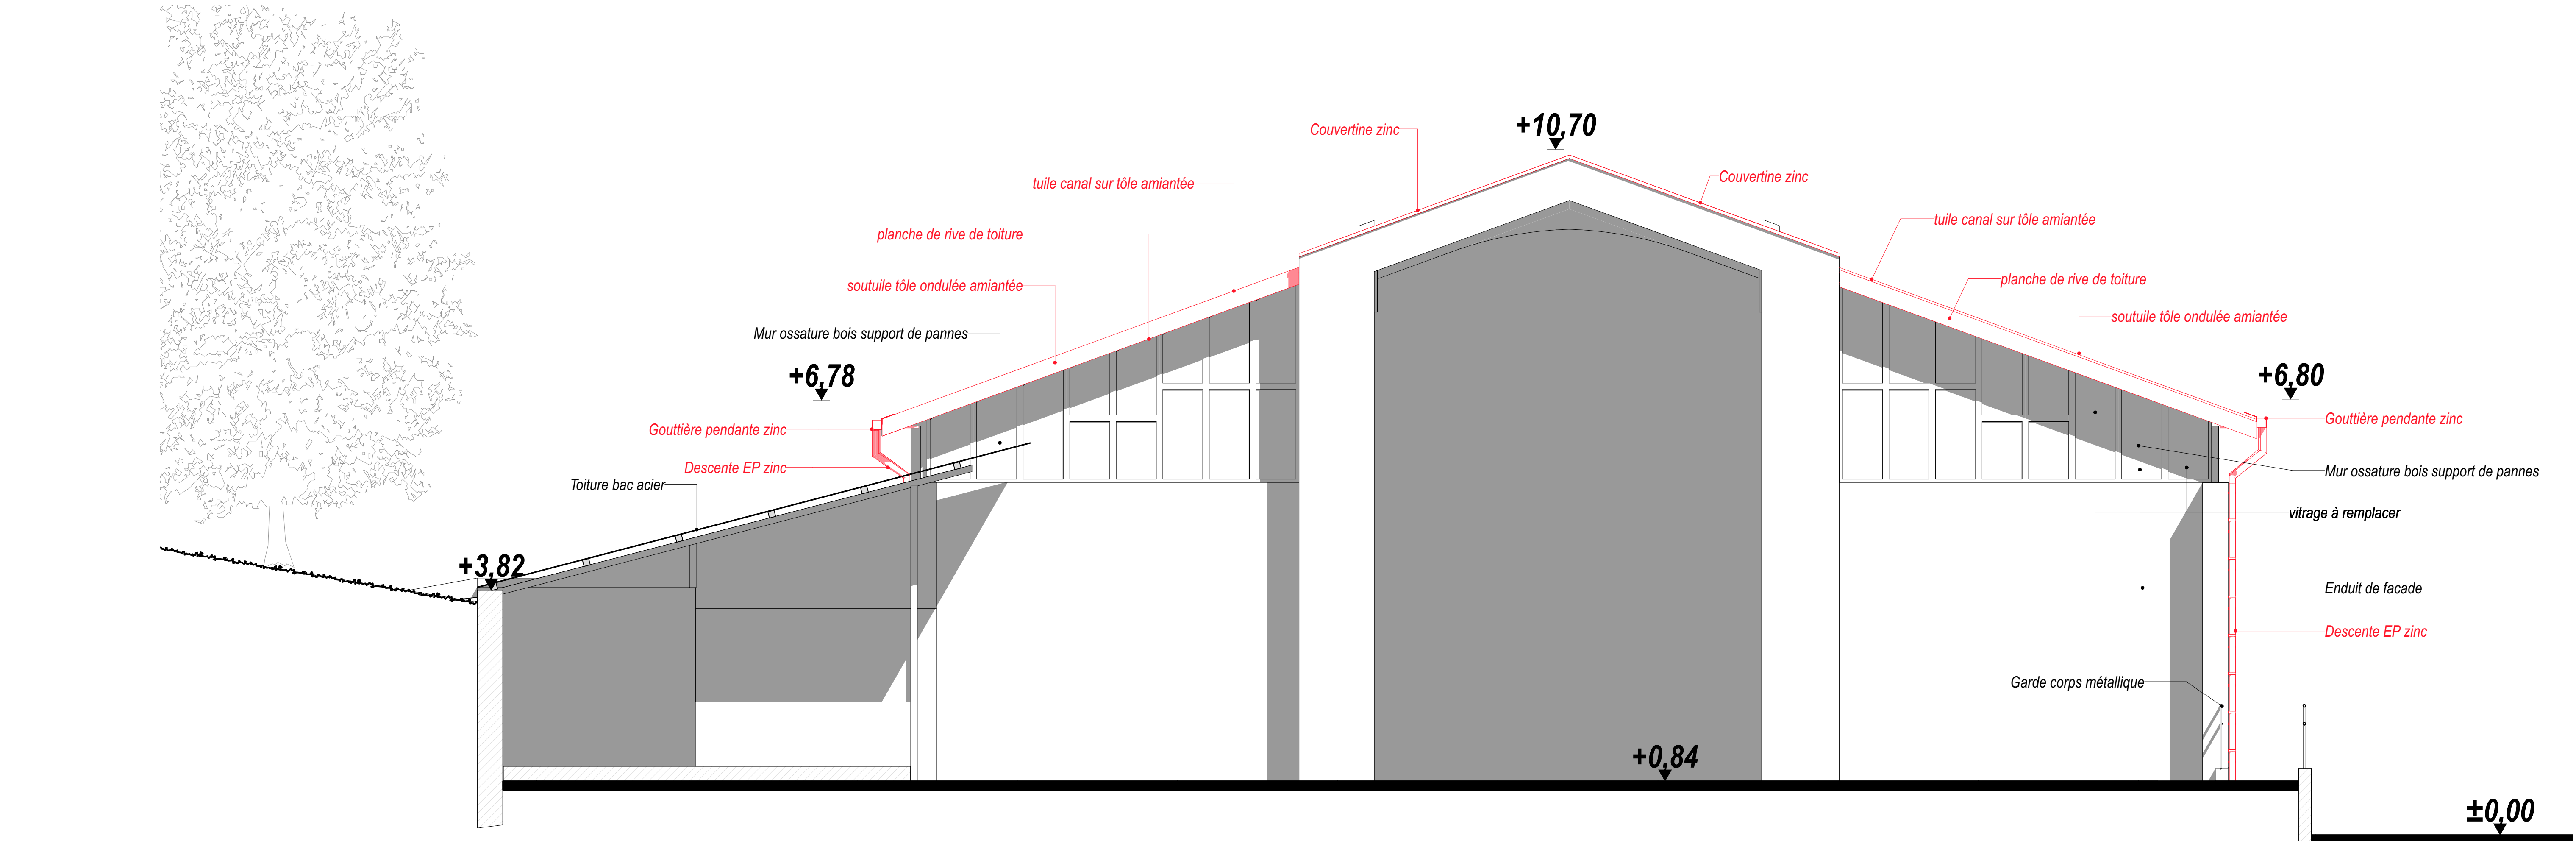 +10,70
Couvertine zinc
Couvertine zinc
tuile canal sur tôle amiantée
tuile canal sur tôle amiantée
planche de rive de toiture
planche de rive de toiture
soutuile tôle ondulée amiantée
soutuile tôle ondulée amiantée
Mur ossature bois support de pannes
+6,78
+6,80
Gouttière pendante zinc
Gouttière pendante zinc
Descente EP zinc
Mur ossature bois support de pannes
Toiture bac acier
vitrage à remplacer
+3,82
Enduit de facade
Descente EP zinc
Garde corps métallique
+0,84
±0,00